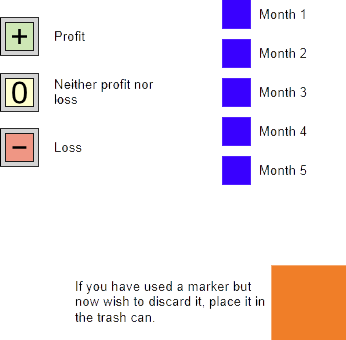 + Profit
0 Neither profit nor
loss
− Loss
Month 1
Month 2
Month 3
Month 4
Month 5
If you have used a marker but
now wish to discard it, place it in
the trash can.